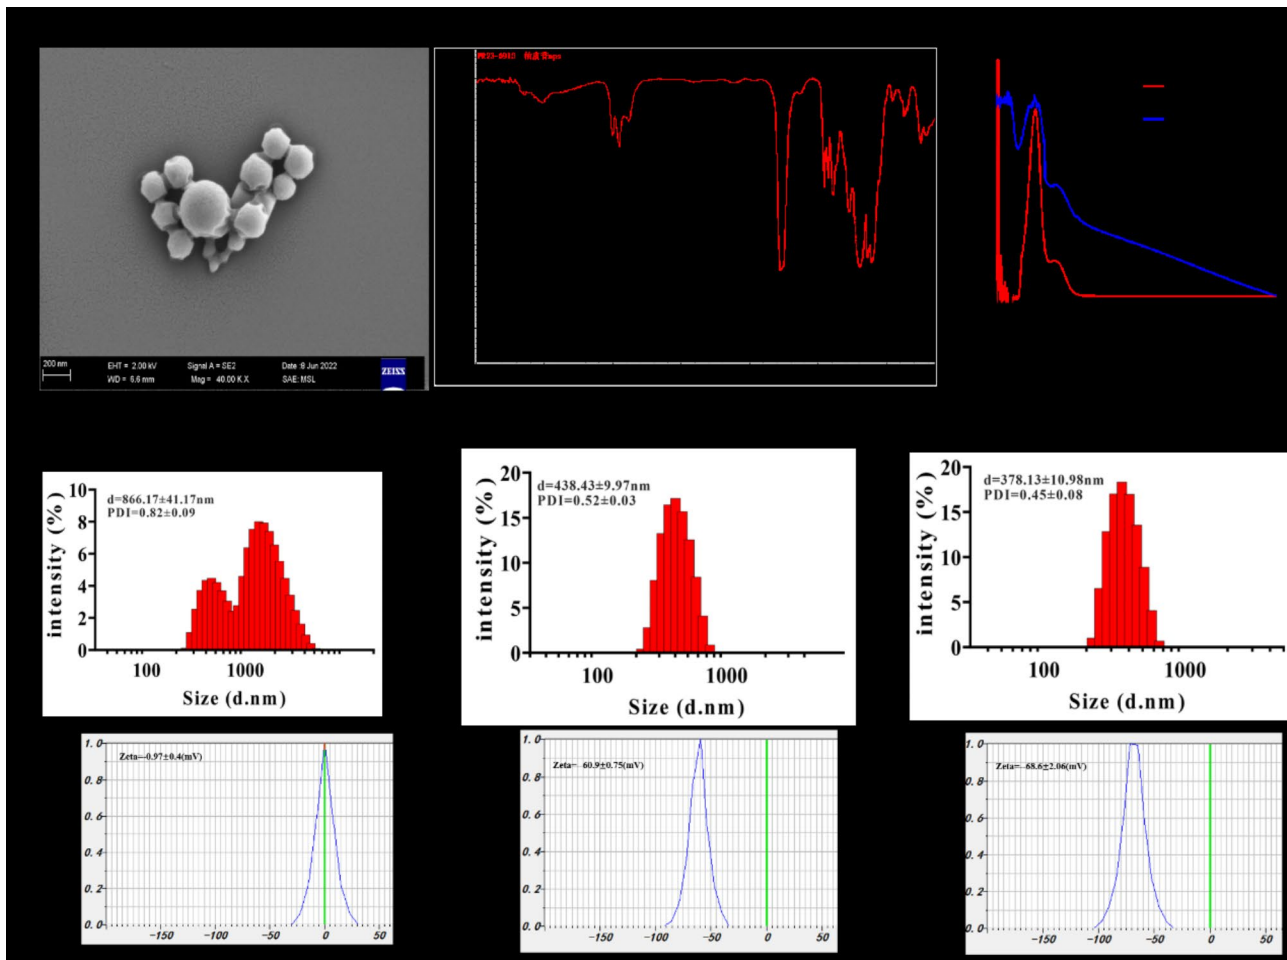 200 nm
EHT = 2.00 kV
Signal A = SE2
Date :8 Jun 2022
WD = 5.6 mm
Mag = 40.00 K X
SAE: MSL
ZEISS
d=866.17±41.17nm
PDI=0.82±0.09
intensity (%)
10
8
6
4
2
0
100
1000
Size (d.nm)
d=438.43±9.97nm
PDI=0.52±0.03
intensity (%)
20
15
10
5
0
100
1000
Size (d.nm)
d=378.13±10.98nm
PDI=0.45±0.08
intensity (%)
20
15
10
5
0
100
1000
Size (d.nm)
Zeta=-0.97±0.4(mV)
1.0
0.8
0.6
0.4
0.2
0.0
-150
-100
-50
0
50
Zeta=-60.9±0.75(mV)
1.0
0.8
0.6
0.4
0.2
0.0
-150
-100
-50
0
50
Zeta=-68.6±2.06(mV)
1.0
0.8
0.6
0.4
0.2
0.0
-150
-100
-50
0
50